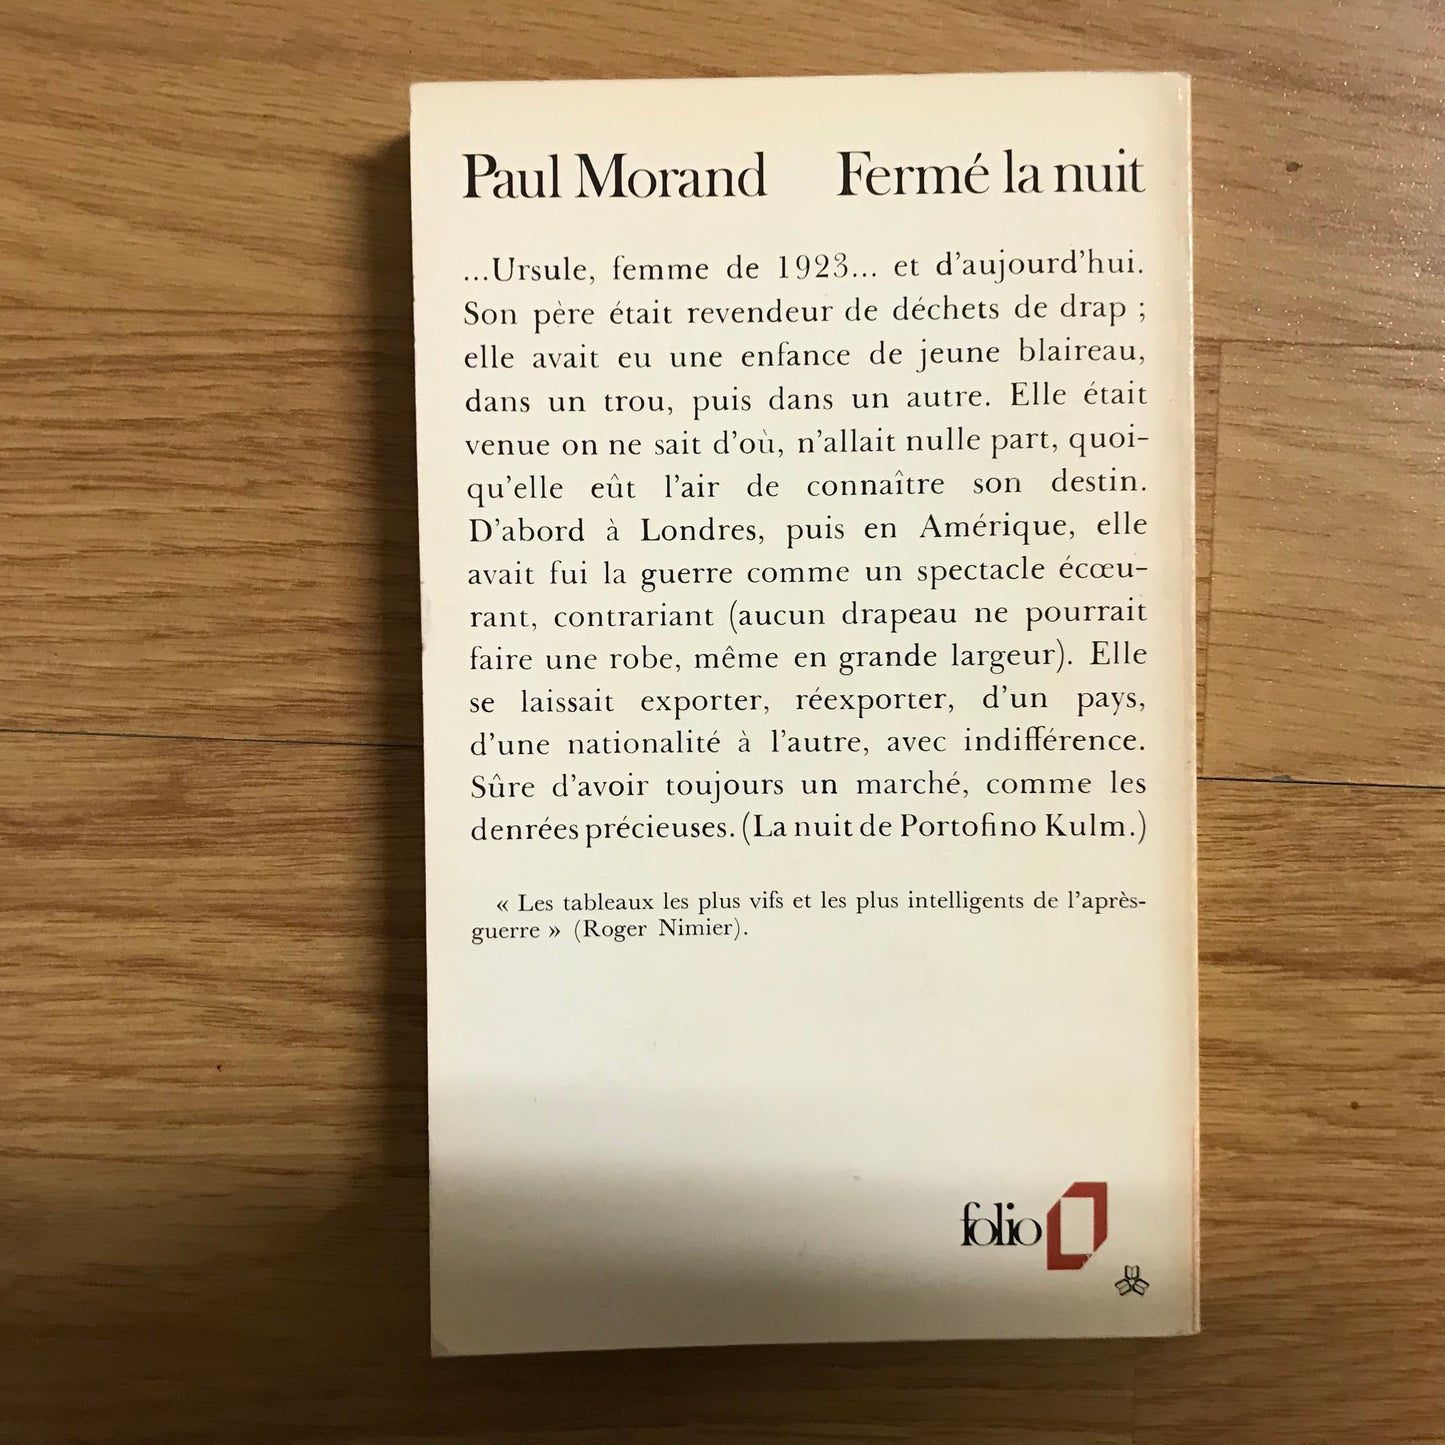 Paul Morand Fermé la nuit
...Ursule, femme de 1923... et d'aujourd'hui.
Son père était revendeur de déchets de drap ;
elle avait eu une enfance de jeune blaireau,
dans un trou, puis dans un autre. Elle était
venue on ne sait d'où, n'allait nulle part, quoi-
qu'elle eût l'air de connaître son destin.
D'abord à Londres, puis en Amérique, elle
avait fui la guerre comme un spectacle écœu-
rant, contrariant (aucun drapeau ne pourrait
faire une robe, même en grande largeur). Elle
se laissait exporter, réexporter, d'un pays,
d'une nationalité à l'autre, avec indifférence.
Sûre d'avoir toujours un marché, comme les
denrées précieuses. (La nuit de Portofino Kulm.)
« Les tableaux les plus vifs et les plus intelligents de l'après-
guerre » (Roger Nimier).
folio